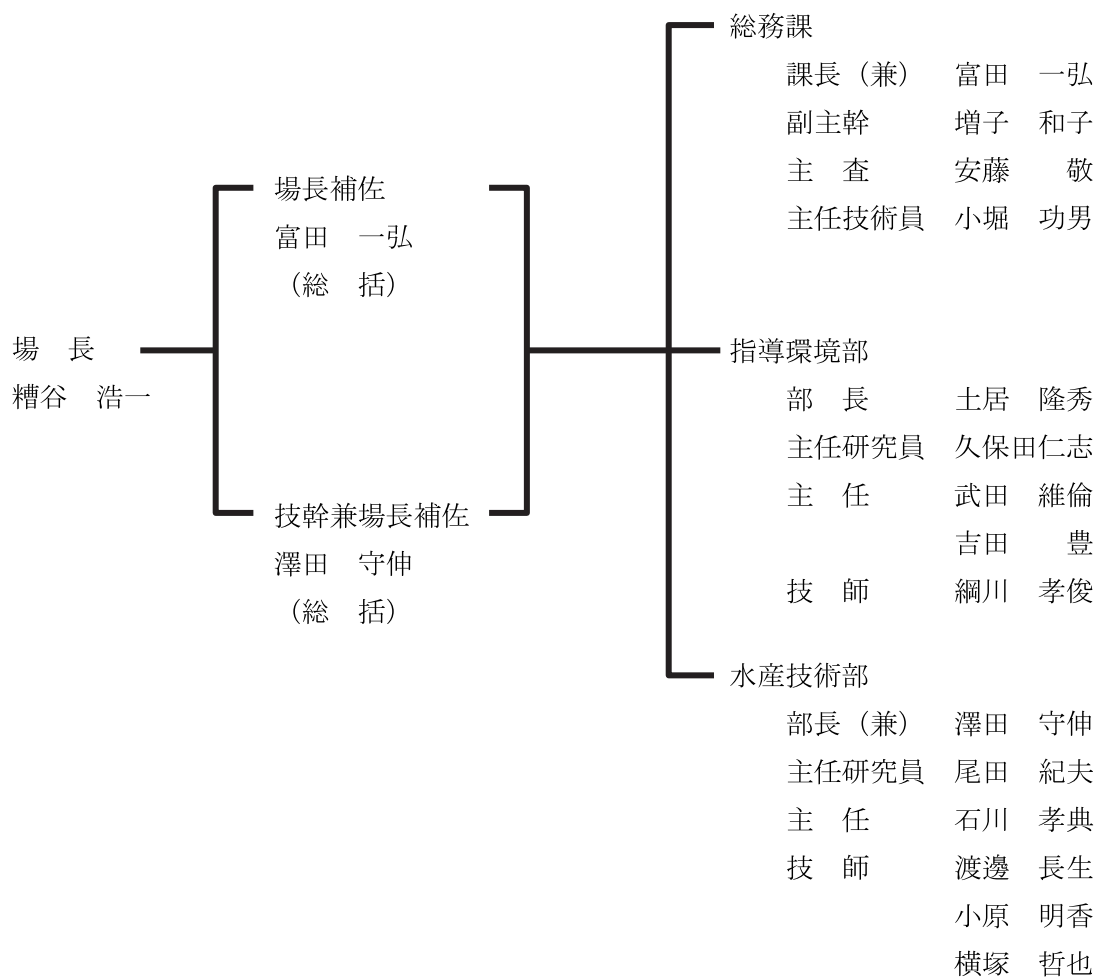 場　長
糟谷　浩一
場長補佐
富田　一弘
（総　括）
技幹兼場長補佐
澤田　守伸
（総　括）
総務課
課長（兼）　富田　一弘
副主幹　増子　和子
主　査　安藤　　敬
主任技術員　小堀　功男
指導環境部
部　長　土居　隆秀
主任研究員　久保田仁志
主　任　武田　維倫
吉田　　豊
技　師　綱川　孝俊
水産技術部
部長（兼）　澤田　守伸
主任研究員　尾田　紀夫
主　任　石川　孝典
技　師　渡邊　長生
小原　明香
横塚　哲也